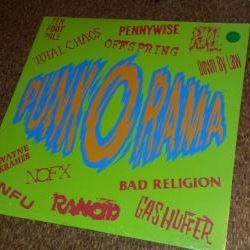 TEN
FOOT
POLE
PENNYWISE
TOTAL CHAOS
OFFSPRING
Down By Law
PUNK O RAMA
WAYNE
KRAMER
NOFX
BAD RELIGION
NFU
RANCID
GAS HUFFER